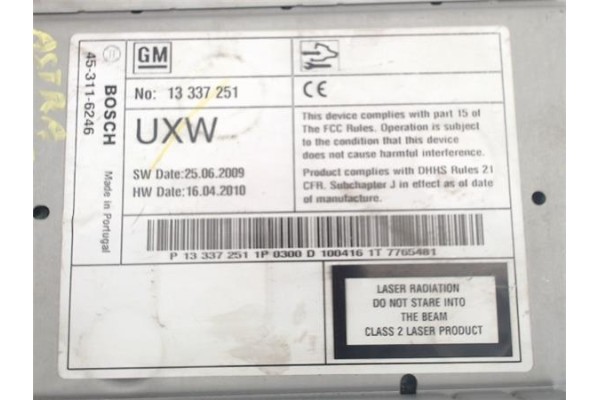 ASTRA
BOSCH
45-311-6246
Made in Portugal
GM
No: 13 337 251
UXW
SW Date:25.06.2009
HW Date:16.04.2010
CE
This device complies with part 15 of
The FCC Rules. Operation is subject
to the condition that this device
does not cause harmful interference.
Product complies with DHHS Rules 21
CFR, Subchapter J in effect as of date
of manufacture.
P 13 337 251 1P 0300 D 100416 1T 7765481
LASER RADIATION
DO NOT STARE INTO
THE BEAM
CLASS 2 LASER PRODUCT